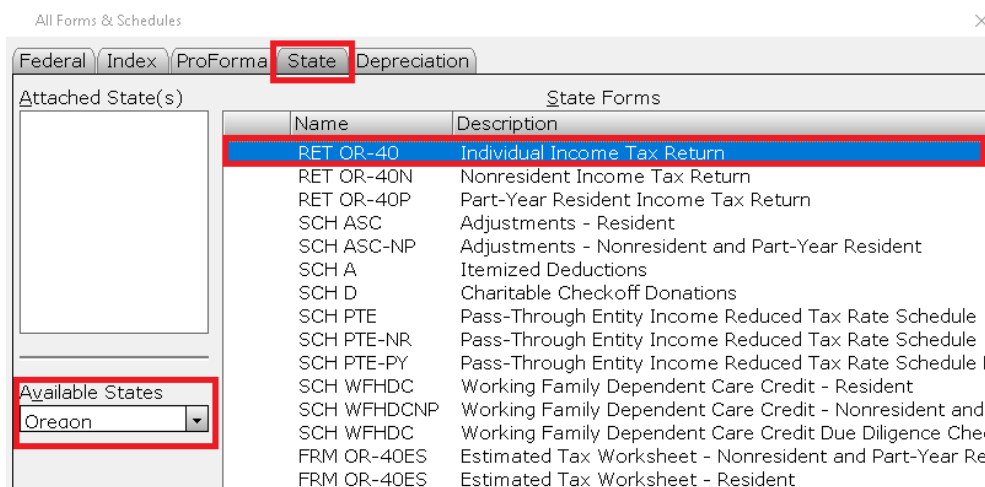 All Forms & Schedules
Federal Index ProForma State Depreciation
Attached State(s) State Forms
Name Description
RET OR-40 Individual Income Tax Return
RET OR-40N Nonresident Income Tax Return
RET OR-40P Part-Year Resident Income Tax Return
SCH ASC Adjustments - Resident
SCH ASC-NP Adjustments - Nonresident and Part-Year Resident
SCH A Itemized Deductions
SCH D Charitable Checkoff Donations
SCH PTE Pass-Through Entity Income Reduced Tax Rate Schedule
SCH PTE-NR Pass-Through Entity Income Reduced Tax Rate Schedule
SCH PTE-PY Pass-Through Entity Income Reduced Tax Rate Schedule
Available States
Oregon
SCH WFHDC Working Family Dependent Care Credit - Resident
SCH WFHDCNP Working Family Dependent Care Credit - Nonresident and
SCH WFHDC Working Family Dependent Care Credit Due Diligence Che
FRM OR-40ES Estimated Tax Worksheet - Nonresident and Part-Year Re
FRM OR-40ES Estimated Tax Worksheet - Resident